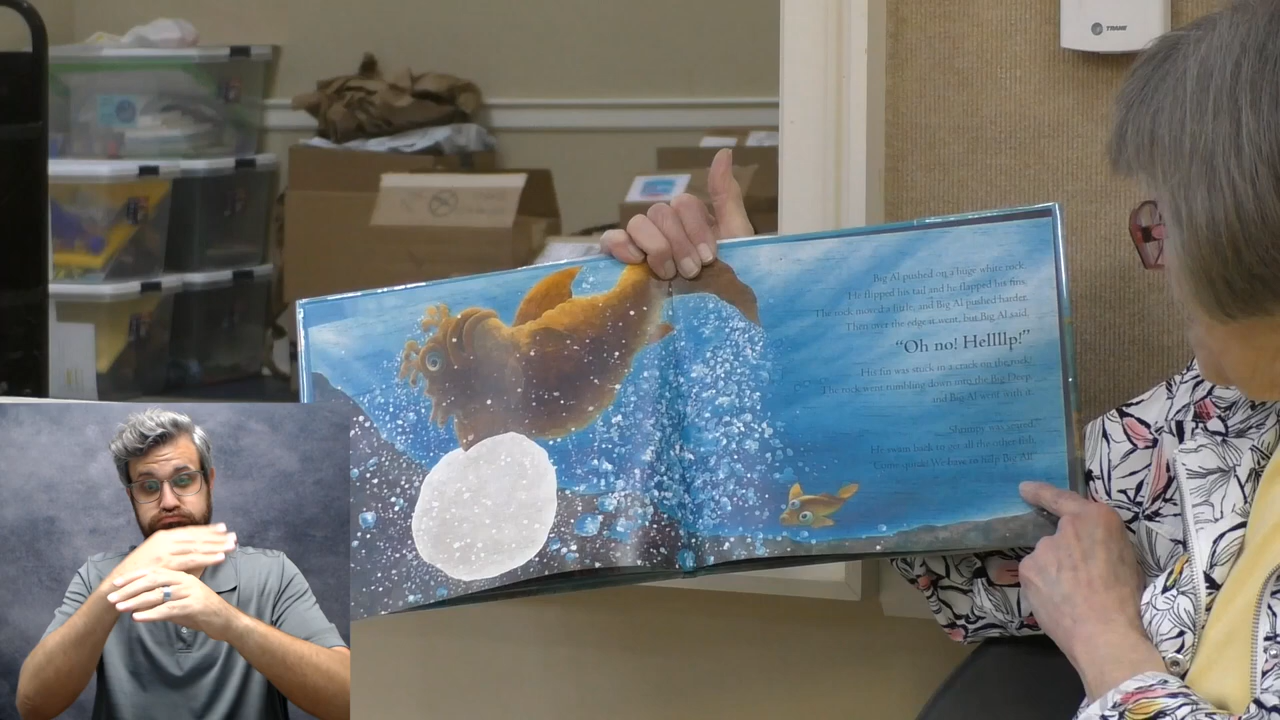 TRANE
Big Al pushed on a huge white rock.
He flipped his tail and he flapped his fins.
The rock moved a little, and Big Al pushed harder.
Then over the edge it went, but Big Al said,
“Oh no! Hellllp!”
His fin was stuck in a crack on the rock!
The rock went tumbling down into the Big Deep
and Big Al went with it.
Shrimpy was scared.
He swam back to get all the other fish.
"Come quick! We have to help Big Al!"